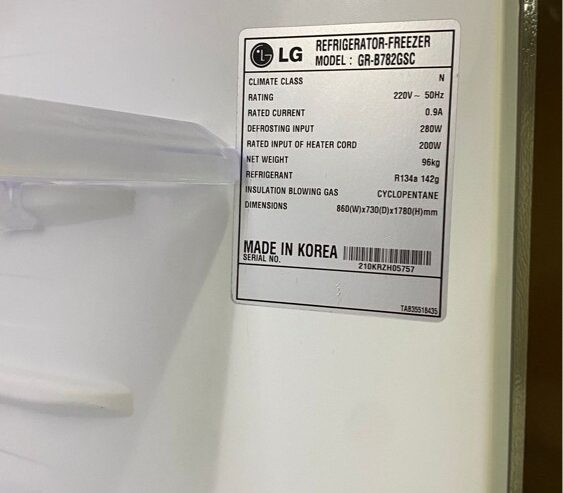 LG REFRIGERATOR-FREEZER
MODEL : GR-B782GSC
CLIMATE CLASS N
RATING 220V~ 50Hz
RATED CURRENT 0.9A
DEFROSTING INPUT 280W
RATED INPUT OF HEATER CORD 200W
NET WEIGHT 96kg
REFRIGERANT R134a 142g
INSULATION BLOWING GAS CYCLOPENTANE
DIMENSIONS 860(W)x730(D)x1780(H)mm
MADE IN KOREA
SERIAL NO. 210KRZH05757
TAB35518435